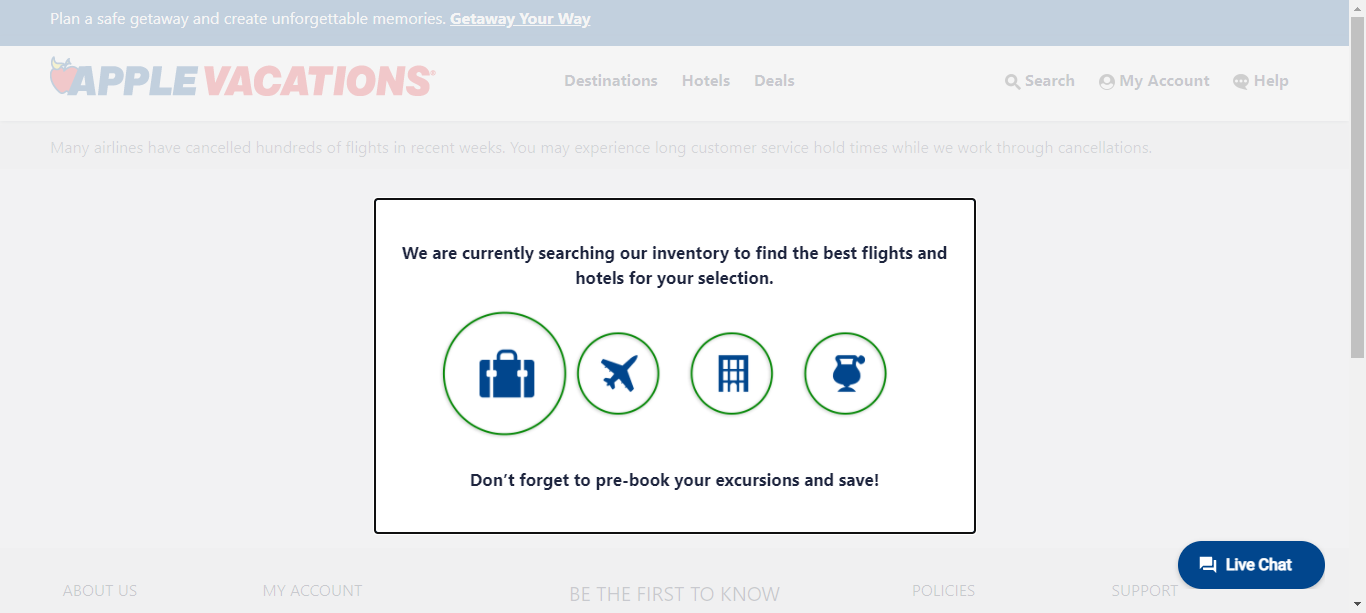 Plan a safe getaway and create unforgettable memories. Getaway Your Way
APPLE VACATIONS®
Destinations Hotels Deals Search My Account Help
Many airlines have cancelled hundreds of flights in recent weeks. You may experience long customer service hold times while we work through cancellations.
We are currently searching our inventory to find the best flights and
hotels for your selection.
Don’t forget to pre-book your excursions and save!
Live Chat
ABOUT US MY ACCOUNT BE THE FIRST TO KNOW POLICIES SUPPORT